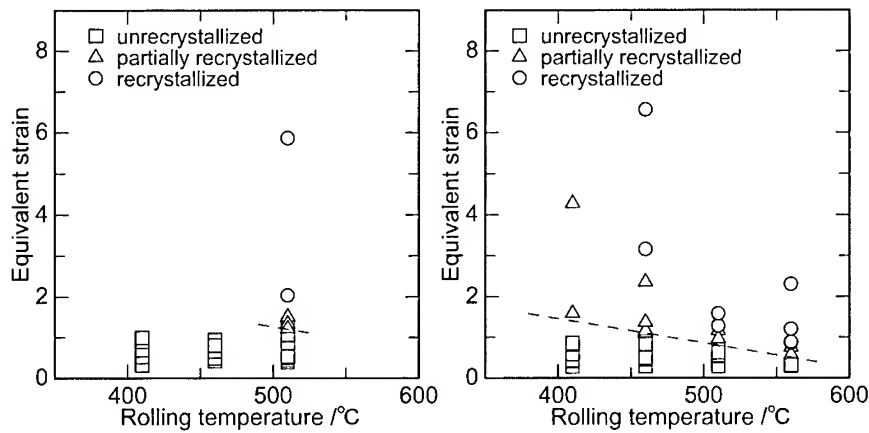 8
□ unrecrystallized
△ partially recrystallized
○ recrystallized
6
4
2
0
Equivalent strain
400 500 600
Rolling temperature /°C
8
□ unrecrystallized
△ partially recrystallized
○ recrystallized
6
4
2
0
Equivalent strain
400 500 600
Rolling temperature /°C